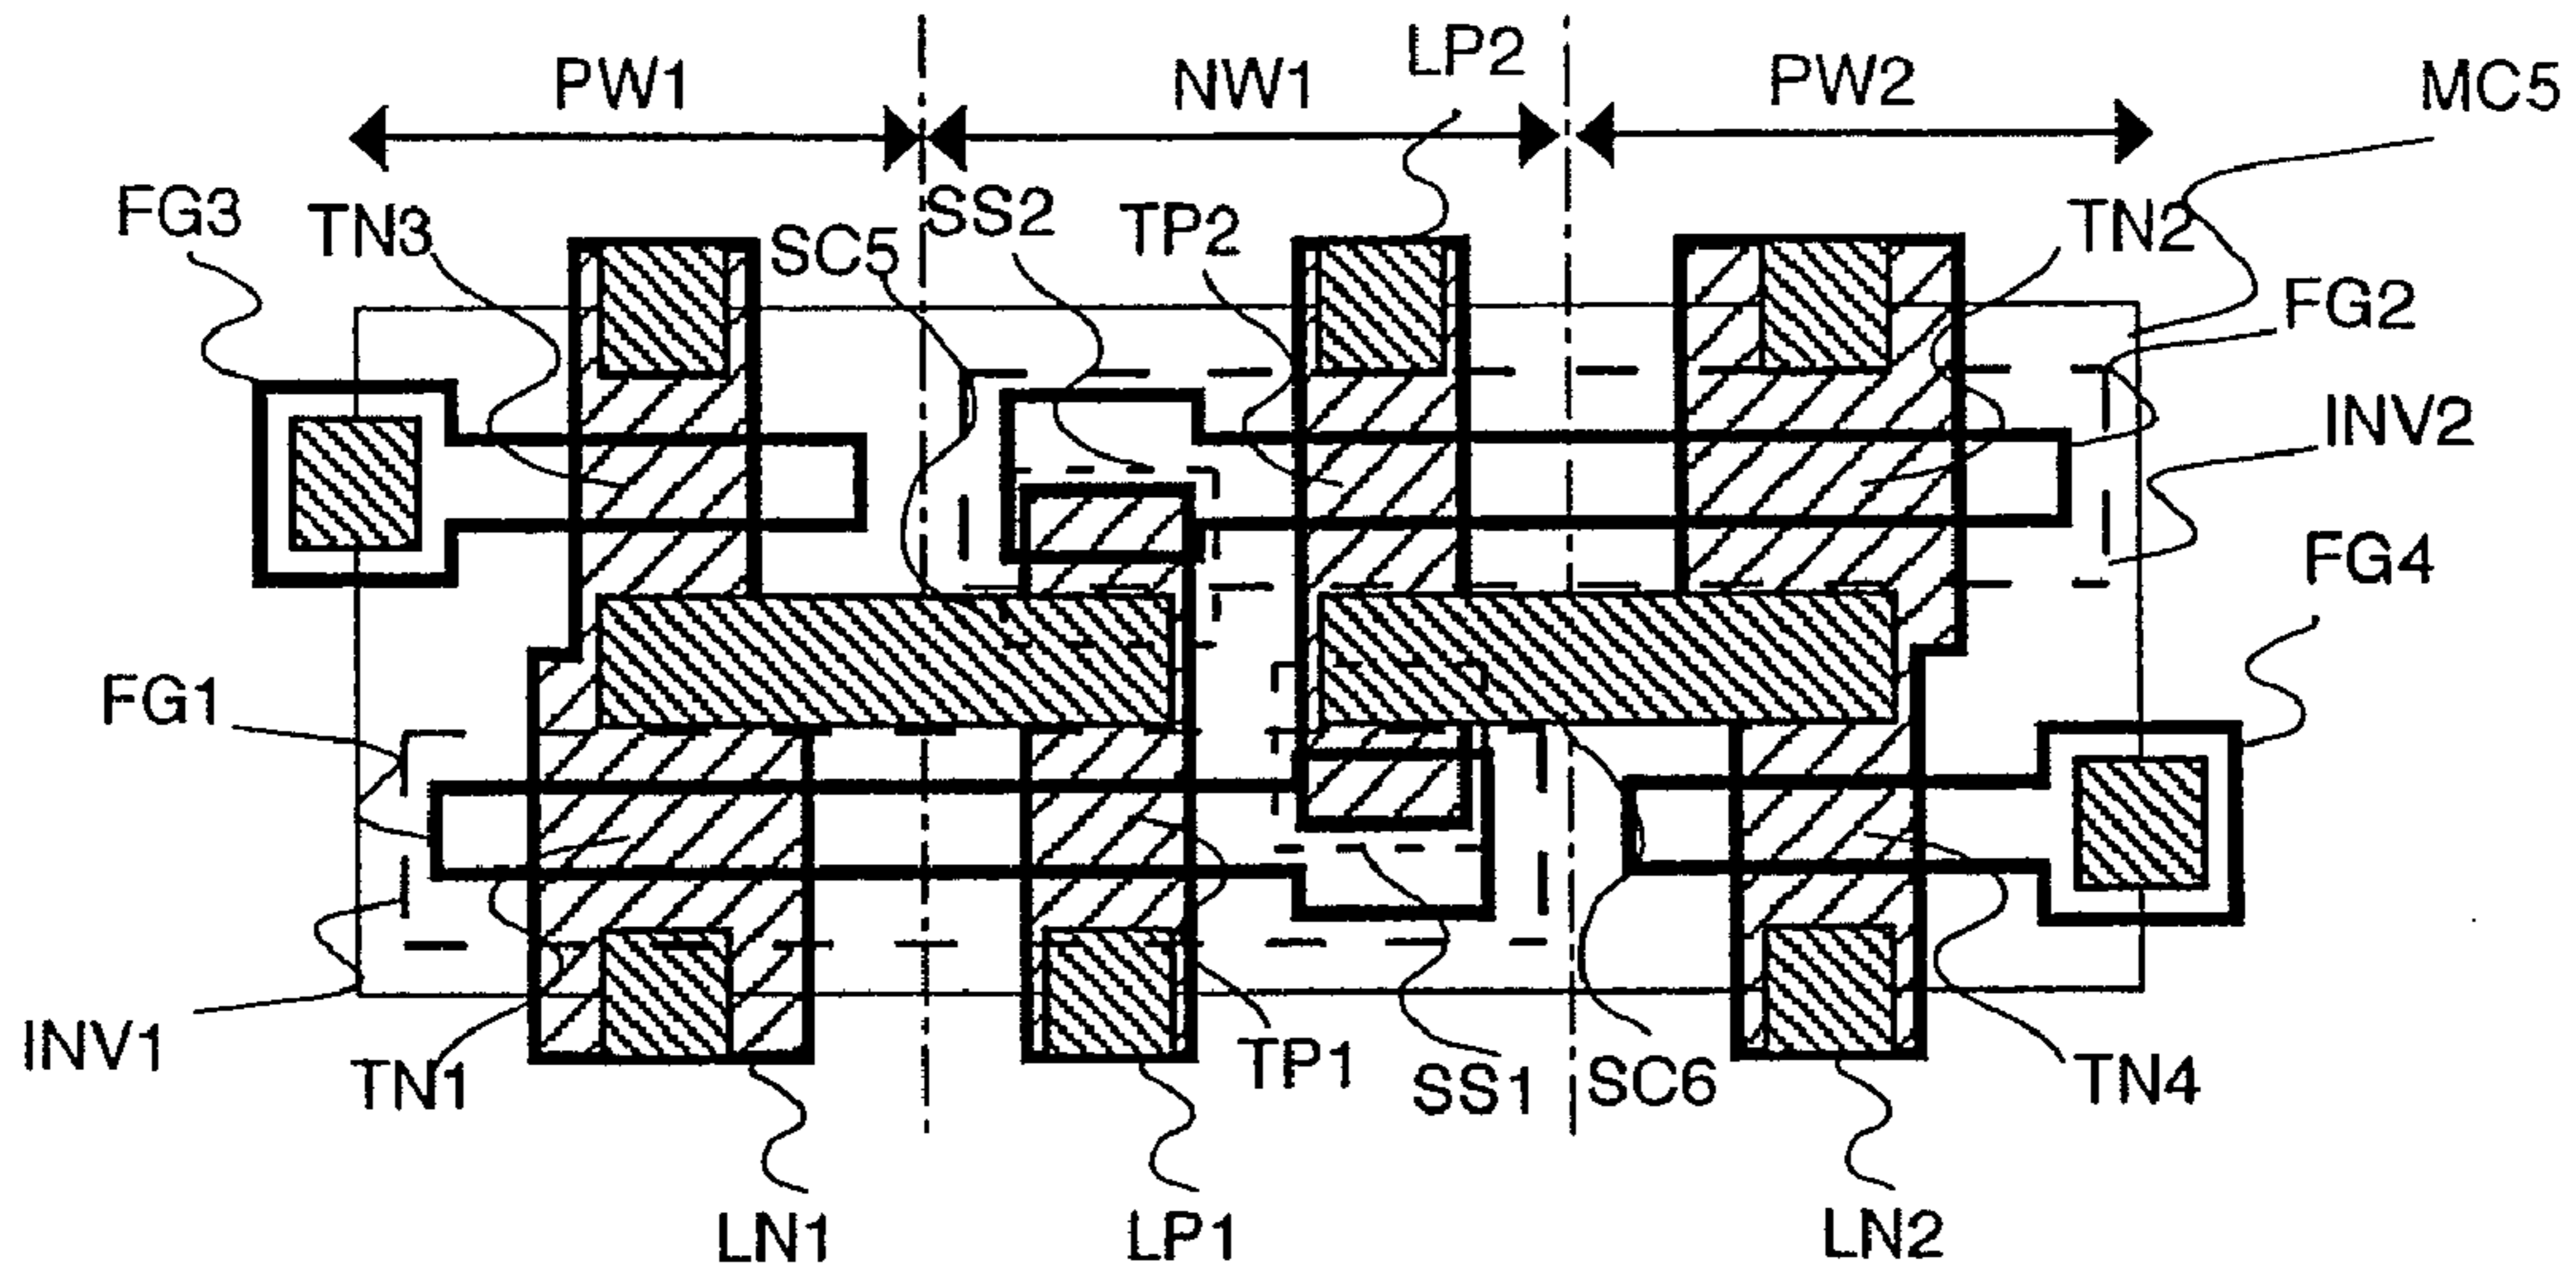 LP2
PW1
NW1
PW2
MC5
FG3
TN3
SC5
SS2
TP2
TN2
FG2
INV2
FG4
FG1
INV1
TN1
TP1
SS1
SC6
TN4
LN1
LP1
LN2